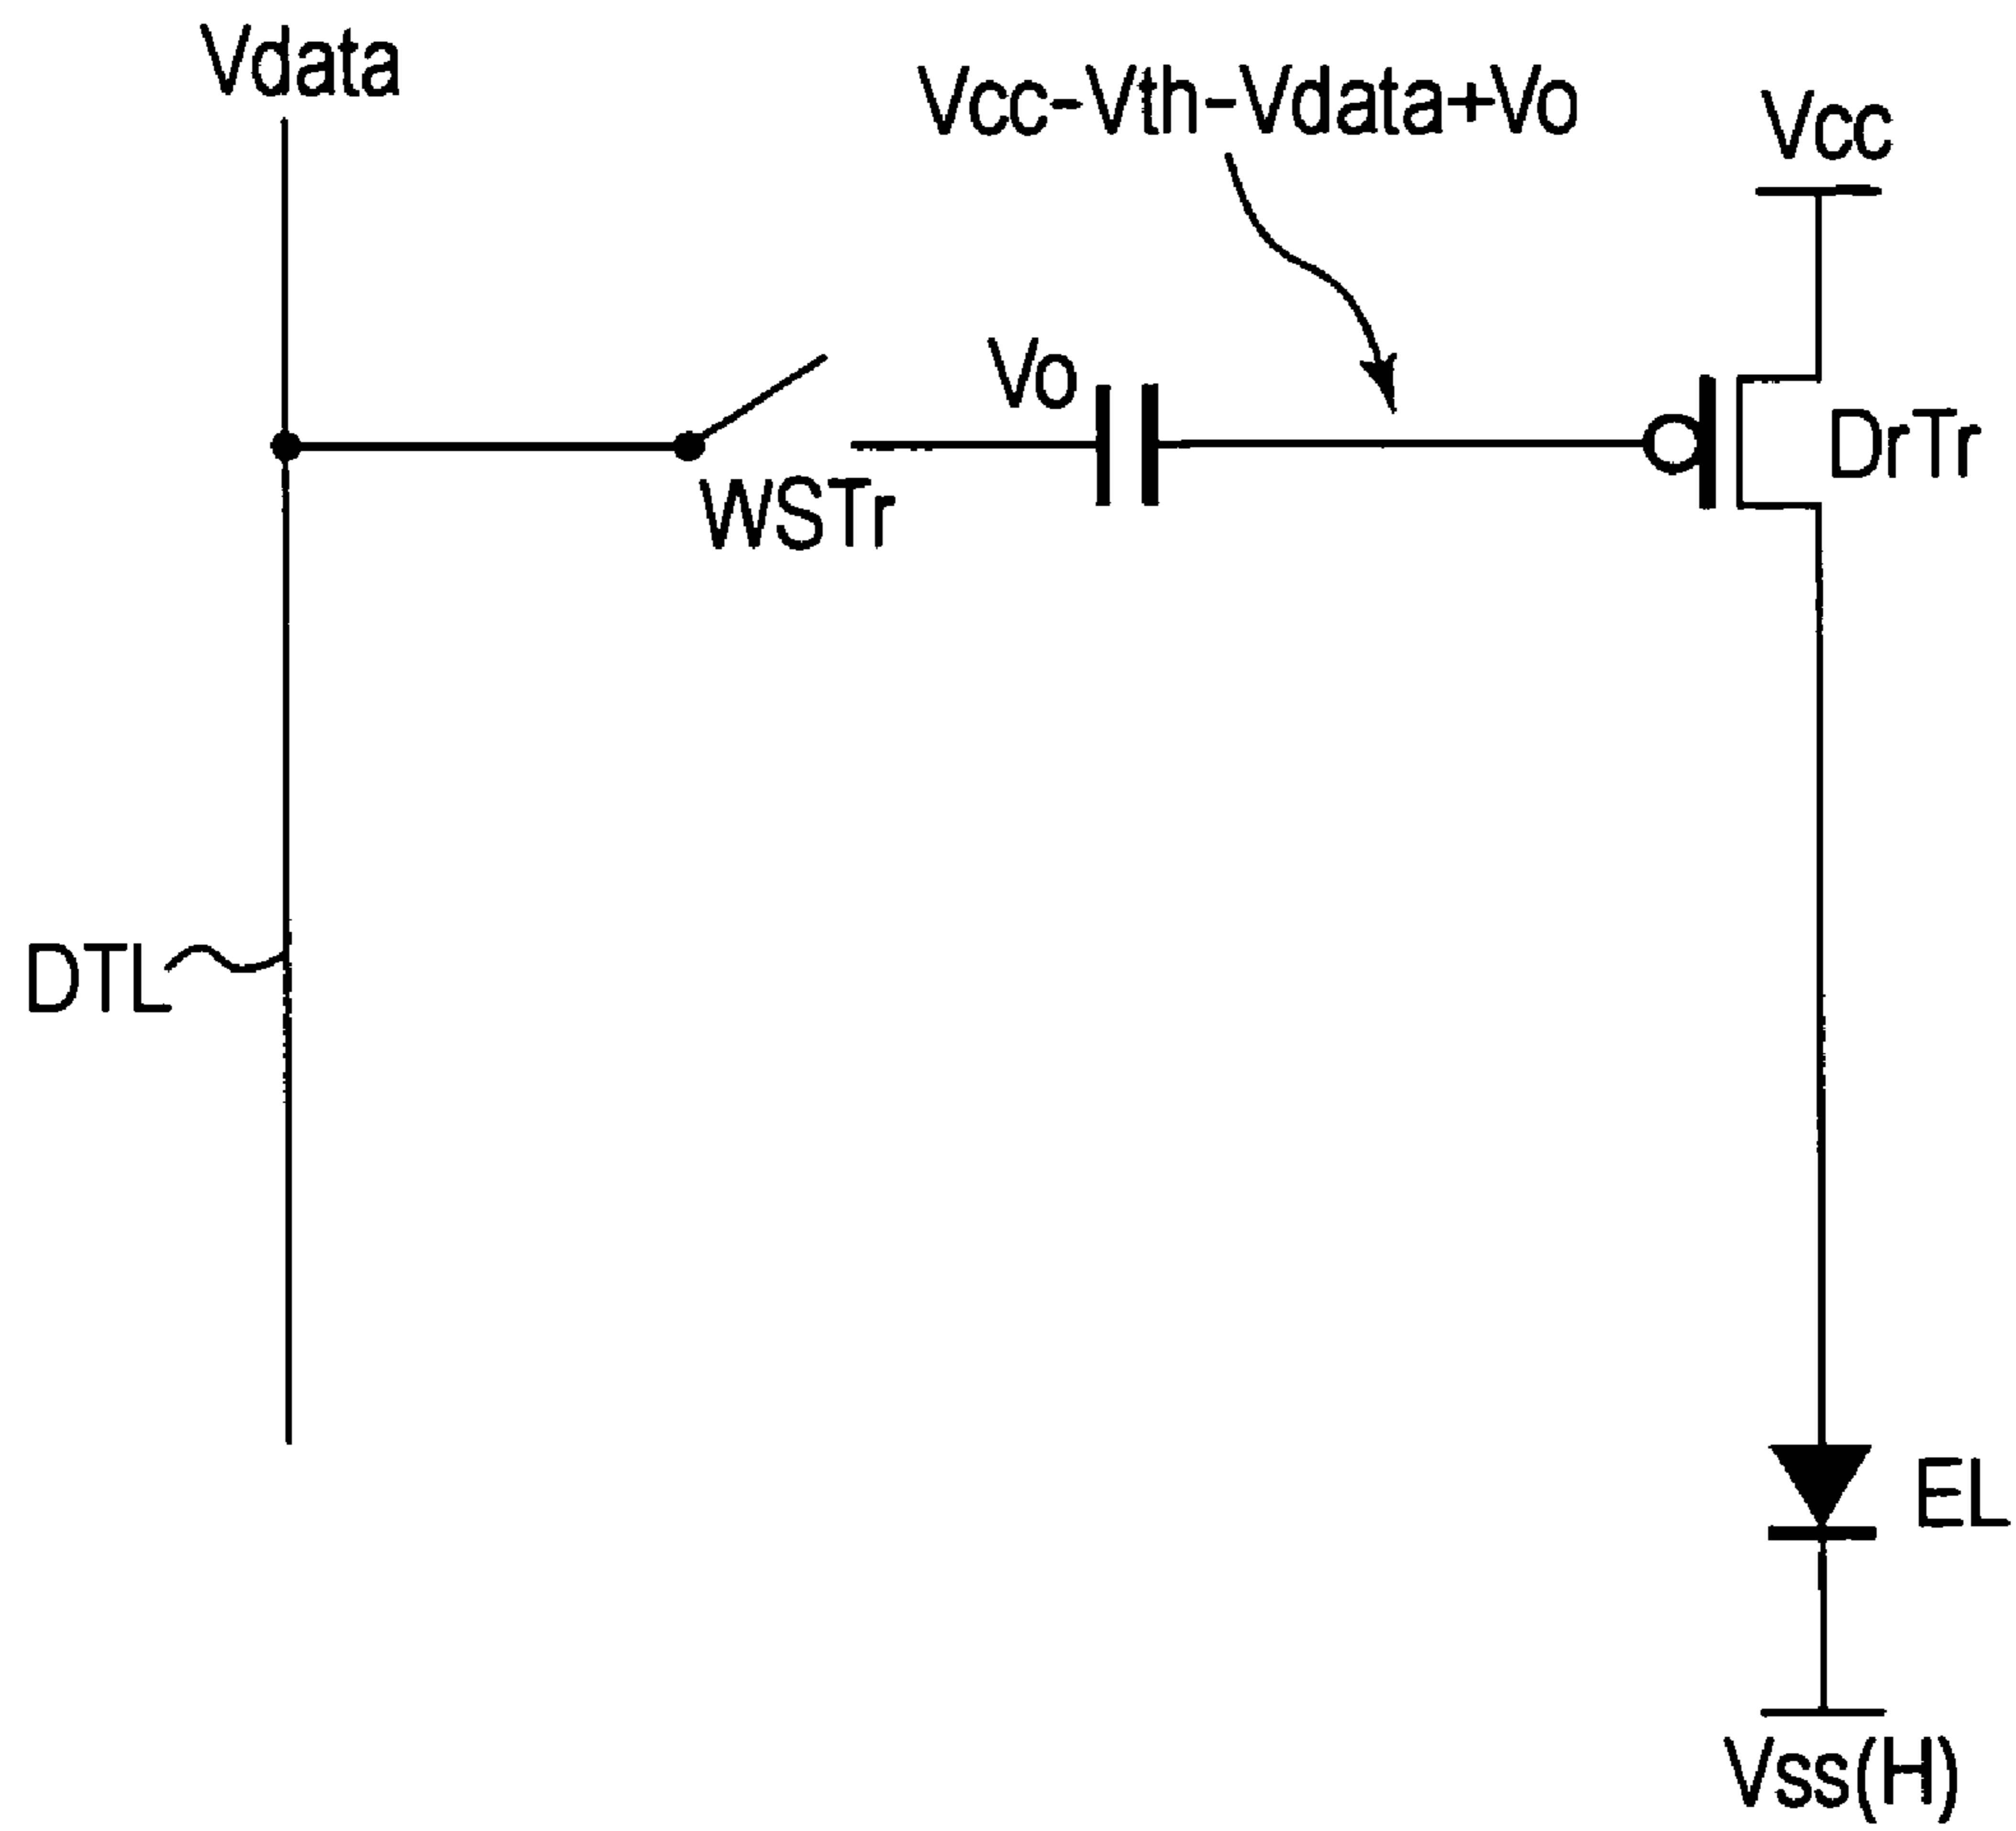 Vdata
Vcc-Vth-Vdata+Vo
Vcc
Vo
DrTr
WSTr
DTL
EL
Vss(H)